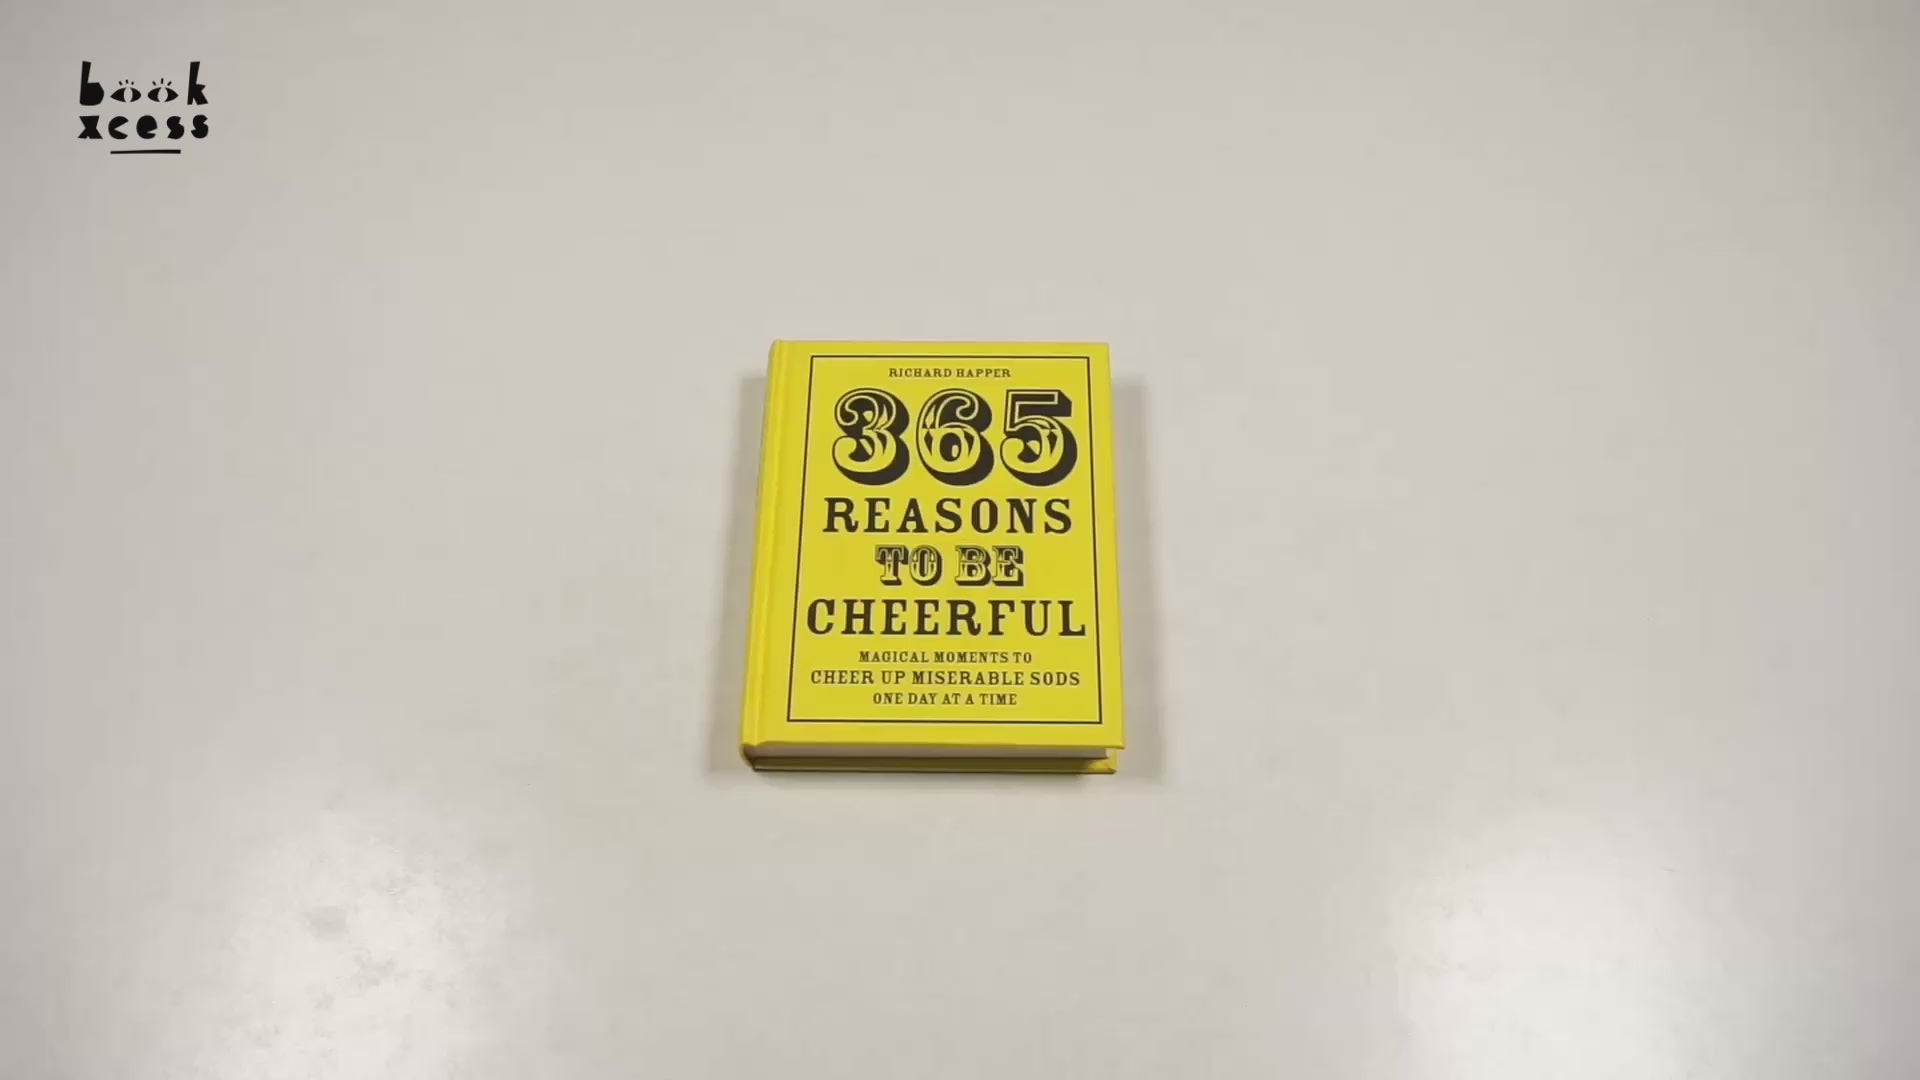 book
xcess
RICHARD HAPPER
365
REASONS
TO BE
CHEERFUL
MAGICAL MOMENTS TO
CHEER UP MISERABLE SODS
ONE DAY AT A TIME